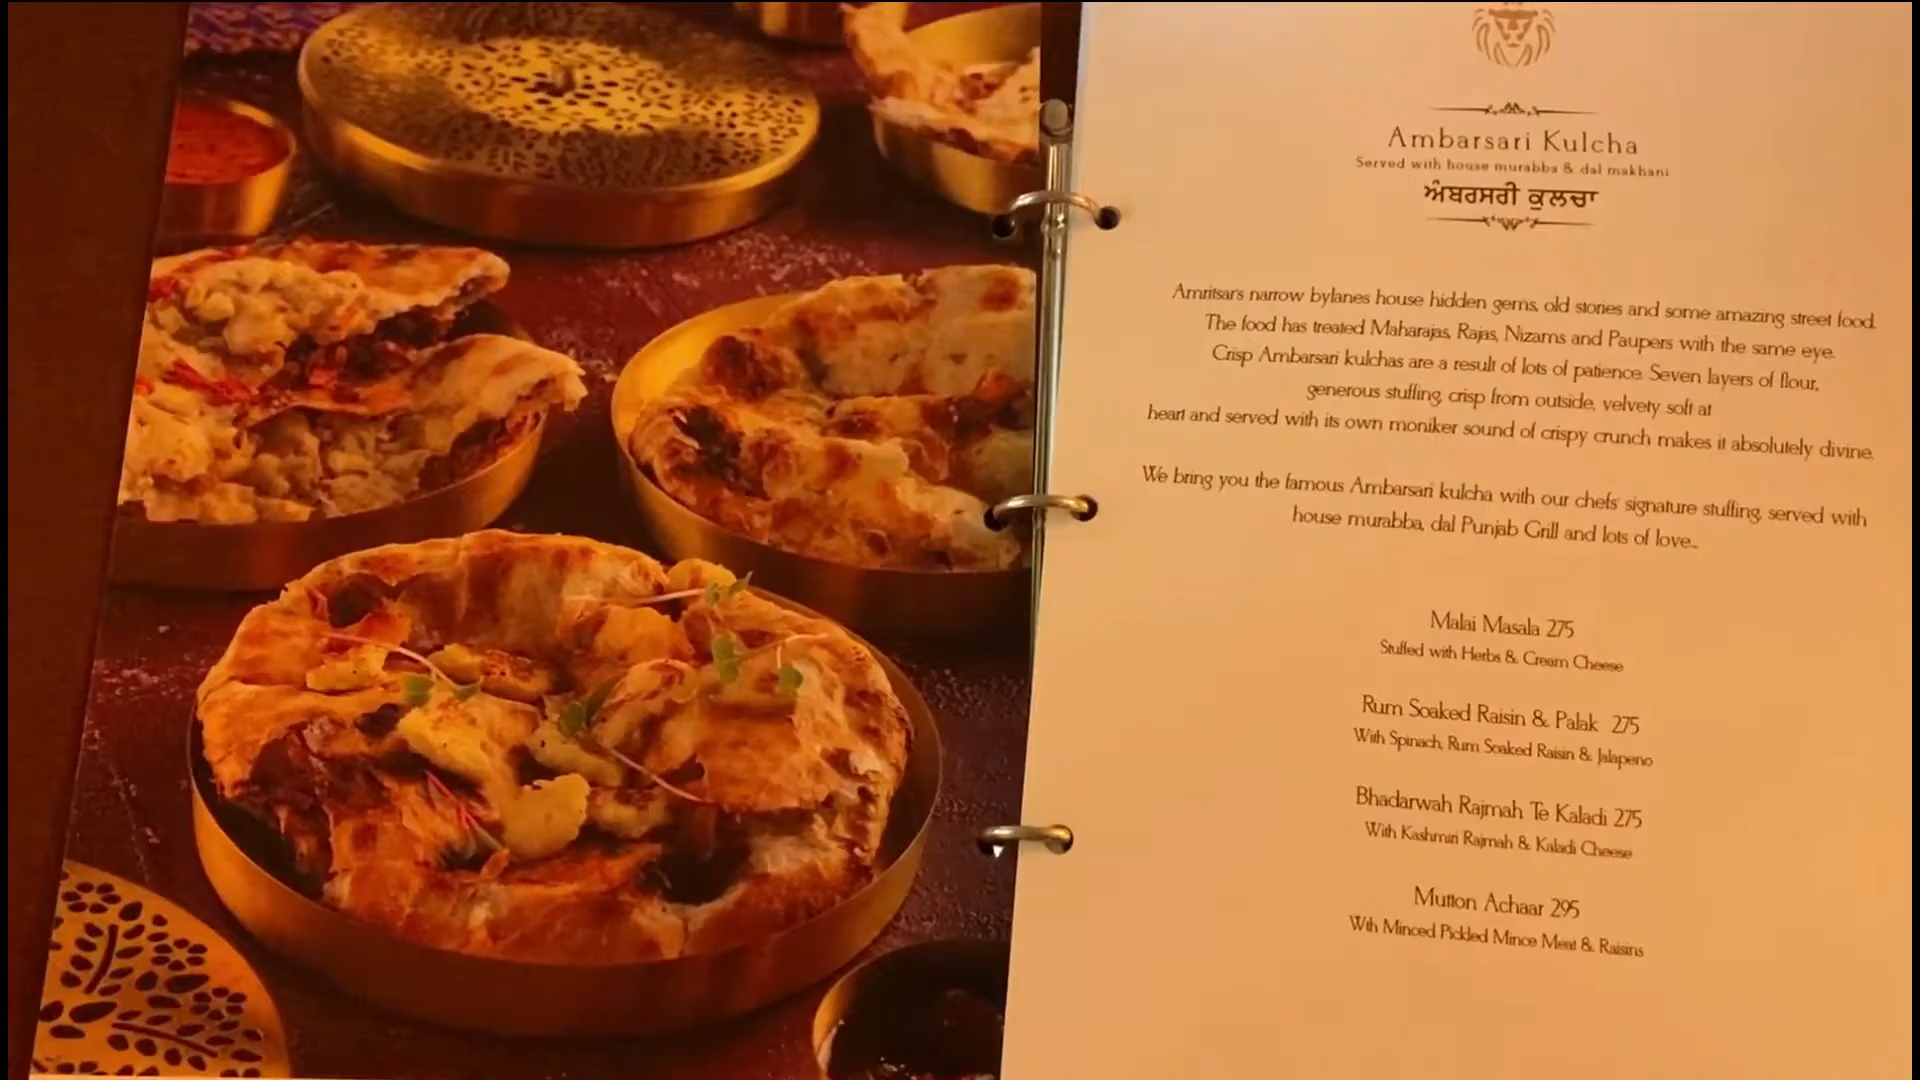 Ambarsari Kulcha
Served with house murabba & dal makhani
ਅੰਬਰਸਰੀ ਕੁਲਚਾ
Amritsar's narrow bylanes house hidden gems, old stories and some amazing street food.
The food has treated Maharajas, Rajas, Nizams and Paupers with the same eye.
Crisp Ambarsari kulchas are a result of lots of patience. Seven layers of flour,
generous stuffing, crisp from outside, velvety soft at
heart and served with its own moniker sound of crispy crunch makes it absolutely divine.
We bring you the famous Ambarsari kulcha with our chefs' signature stuffing, served with
house murabba, dal Punjab Grill and lots of love...
Malai Masala 275
Stuffed with Herbs & Cream Cheese
Rum Soaked Raisin & Palak 275
With Spinach, Rum Soaked Raisin & Jalapeno
Bhadarwah Rajmah Te Kaladi 275
With Kashmiri Rajmah & Kaladi Cheese
Mutton Achaar 295
With Minced Pickled Mince Meat & Raisins